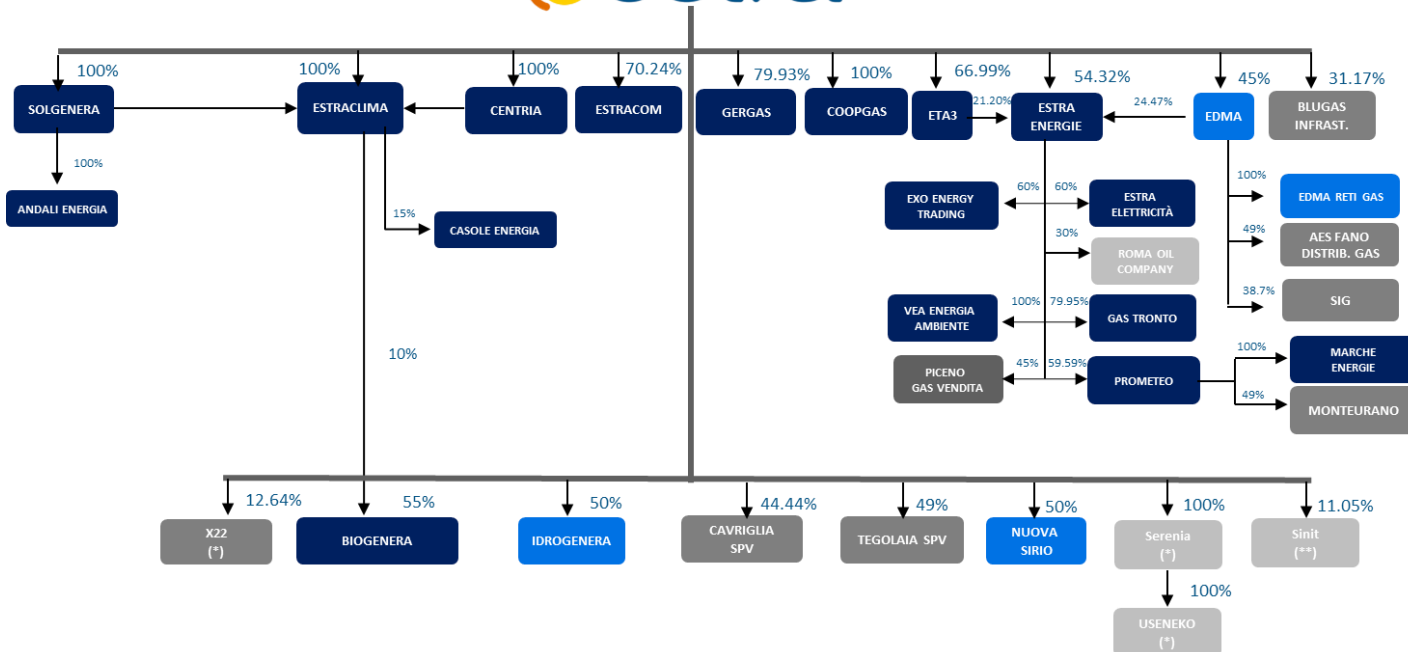 100%
100%
100%
70.24%
79.93%
100%
66.99%
54.32%
45%
31.17%
SOLGENERA
ESTRACLIMA
CENTRIA
ESTRACOM
GERGAS
COOPGAS
ETA3
21.20%
ESTRA
ENERGIE
24.47%
EDMA
BLUGAS
INFRAST.
100%
ANDALI ENERGIA
15%
CASOLE ENERGIA
EXO ENERGY
TRADING
60%
60%
ESTRA
ELETTRICITÀ
100%
EDMA RETI GAS
30%
ROMA OIL
COMPANY
49%
AES FANO
DISTRIB. GAS
VEA ENERGIA
AMBIENTE
100%
79.95%
GAS TRONTO
38.7%
SIG
10%
PICENO
GAS VENDITA
45%
59.59%
PROMETEO
100%
MARCHE
ENERGIE
49%
MONTEURANO
12.64%
55%
50%
44.44%
49%
50%
100%
11.05%
X22
(*)
BIOGENERA
IDROGENERA
CAVRIGLIA
SPV
TEGOLAIA SPV
NUOVA
SIRIO
Serenia
(*)
Sinit
(**)
100%
USENEKO
(*)